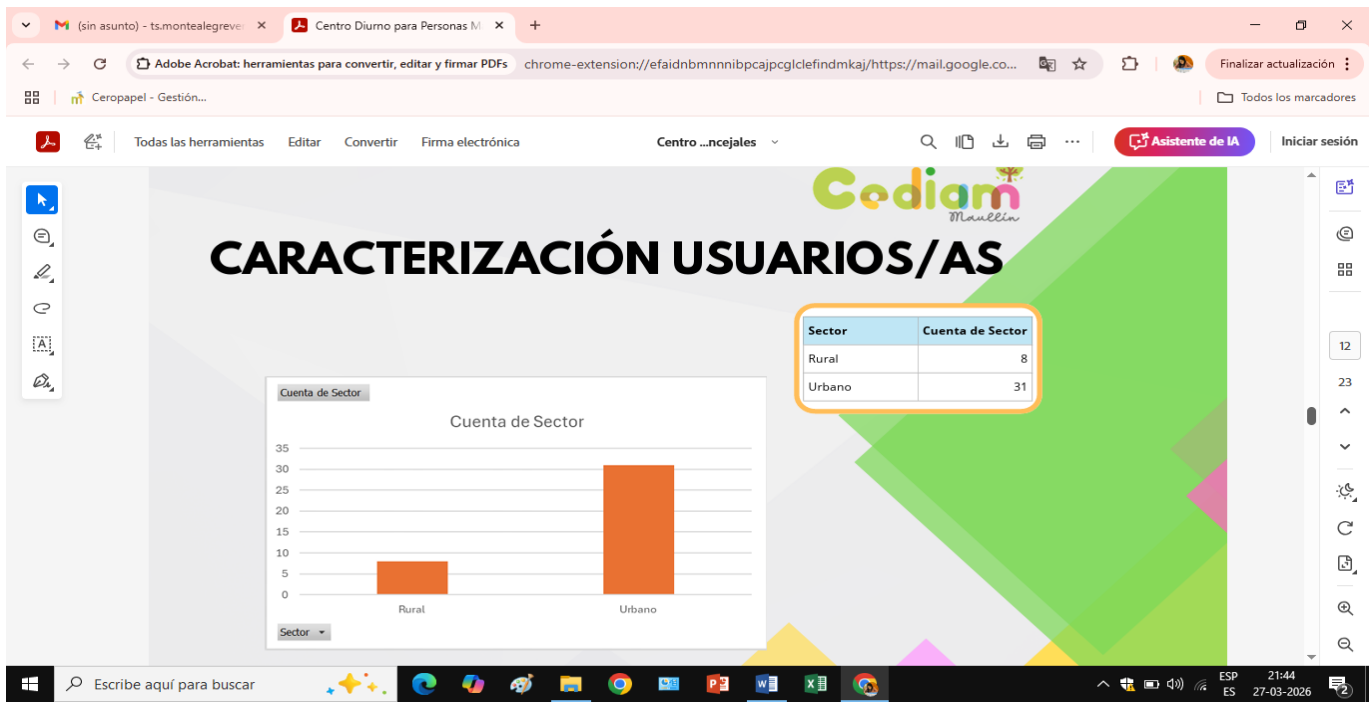 (sin asunto) - ts.montealegreve
Centro Diurno para Personas M
Adobe Acrobat: herramientas para convertir, editar y firmar PDFs
chrome-extension://efaidnbmnnnibpcajpcglclefindmkaj/https://mail.google.co...
Finalizar actualización
Ceropapel - Gestión...
Todos los marcadores
Todas las herramientas Editar Convertir Firma electrónica
Centro ...ncejales
Asistente de IA
Iniciar sesión
Cediam
Maullín
CARACTERIZACIÓN USUARIOS/AS
Sector Cuenta de Sector
Rural 8
Urbano 31
Cuenta de Sector
Cuenta de Sector
35
30
25
20
15
10
5
0
Rural Urbano
Sector
12
23
Escribe aquí para buscar
ESP
ES
21:44
27-03-2026
2